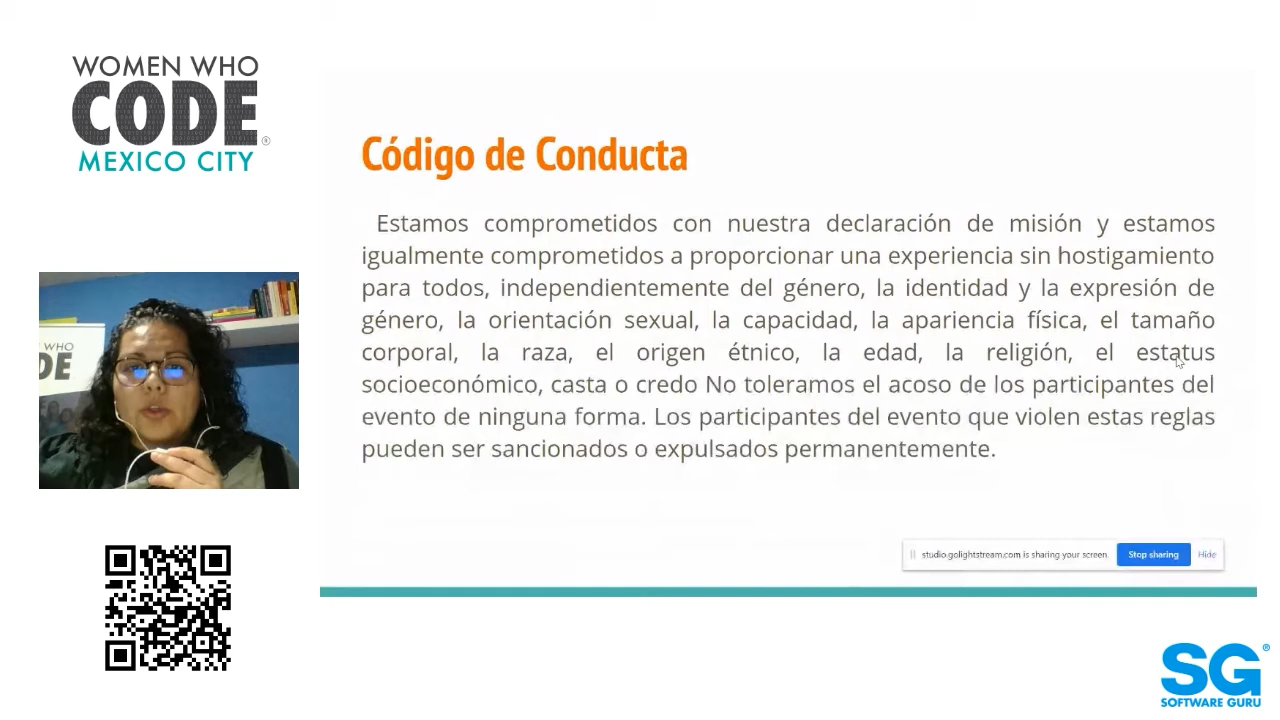 WOMEN WHO
CODE®
MEXICO CITY
Código de Conducta
Estamos comprometidos con nuestra declaración de misión y estamos
igualmente comprometidos a proporcionar una experiencia sin hostigamiento
para todos, independientemente del género, la identidad y la expresión de
género, la orientación sexual, la capacidad, la apariencia física, el tamaño
corporal, la raza, el origen étnico, la edad, la religión, el estatus
socioeconómico, casta o credo No toleramos el acoso de los participantes del
evento de ninguna forma. Los participantes del evento que violen estas reglas
pueden ser sancionados o expulsados permanentemente.
WHO
DE
studio.golightstream.com is sharing your screen. Stop sharing Hide
SG®
SOFTWARE GURU